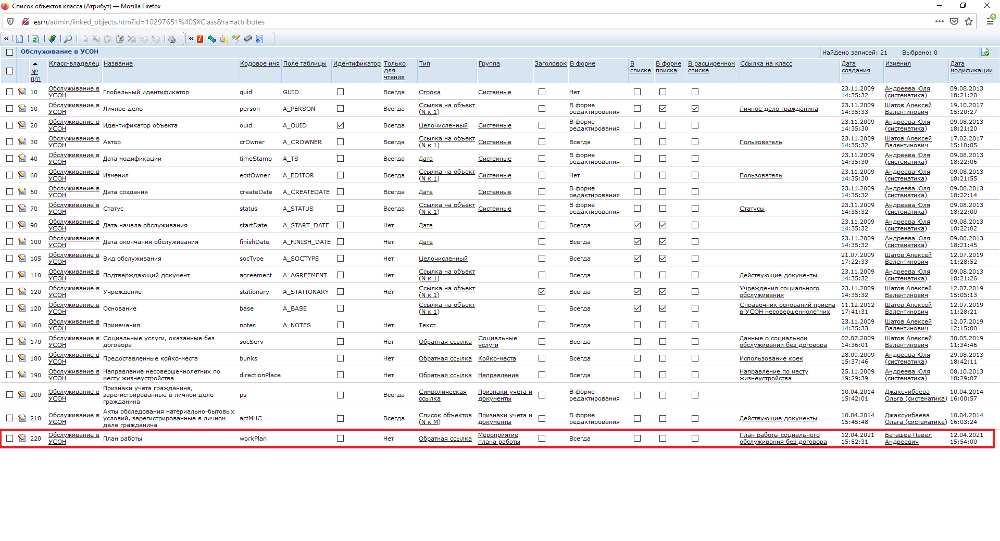 Список объектов класса (Атрибут) — Mozilla Firefox
esrn/admin/linked_objects.htm?id=10297651%40SXClass&ra=attributes
Обслуживание в УСОН Найдено записей: 21 Выбрано: 0
№ п/п Класс-владелец Название Кодовое имя Поле таблицы Идентификатор Только для чтения Тип Группа Заголовок В форме В списке В форме поиска В расширенном списке Ссылка на класс Дата создания Изменил Дата модификации
10 Обслуживание в УСОН Глобальный идентификатор guid GUID Всегда Строка Системные Нет 23.11.2009 14:35:32 Андреева Юля (систематика) 09.08.2013 18:21:20
10 Обслуживание в УСОН Личное дело person A_PERSON Всегда Ссылка на объект (N к 1) В форме редактирования Личное дело гражданина 23.11.2009 14:35:33 Шатов Алексей Валентинович 19.10.2017 15:20:27
20 Обслуживание в УСОН Идентификатор объекта ouid A_OUID Всегда Целочисленный Системные В форме редактирования 23.11.2009 14:35:30 Андреева Юля (систематика) 09.08.2013 18:21:20
30 Обслуживание в УСОН Автор crOwner A_CROWNER Всегда Ссылка на объект (N к 1) Системные Всегда Пользователь 23.11.2009 14:35:32 Шатов Алексей Валентинович 17.02.2017 15:10:05
40 Обслуживание в УСОН Дата модификации timeStamp A_TS Всегда Дата Системные В форме редактирования 23.11.2009 14:35:30 Андреева Юля (систематика) 09.08.2013 18:22:06
60 Обслуживание в УСОН Изменил editOwner A_EDITOR Всегда Ссылка на объект (N к 1) Системные Нет Пользователь 23.11.2009 14:35:30 Андреева Юля (систематика) 09.08.2013 18:21:55
60 Обслуживание в УСОН Дата создания createDate A_CREATEDATE Всегда Дата Системные В форме редактирования 23.11.2009 14:35:32 Андреева Юля (систематика) 09.08.2013 18:22:14
70 Обслуживание в УСОН Статус status A_STATUS Всегда Ссылка на объект (N к 1) Системные В форме редактирования Статусы 23.11.2009 14:35:32 Андреева Юля (систематика) 09.08.2013 18:22:00
90 Обслуживание в УСОН Дата начала обслуживания startDate A_START_DATE Нет Дата Всегда 23.11.2009 14:35:32 Андреева Юля (систематика) 09.08.2013 18:22:02
100 Обслуживание в УСОН Дата окончания обслуживания finishDate A_FINISH_DATE Нет Дата Всегда 23.11.2009 14:35:32 Андреева Юля (систематика) 09.08.2013 18:21:45
105 Обслуживание в УСОН Вид обслуживания socType A_SOCTYPE Нет Целочисленный Всегда 21.07.2009 17:22:33 Шатов Алексей Валентинович 12.07.2019 11:28:52
110 Обслуживание в УСОН Подтверждающий документ agreement A_AGREEMENT Нет Ссылка на объект (N к 1) Всегда Действующие документы 23.11.2009 14:35:32 Андреева Юля (систематика) 09.08.2013 18:21:26
120 Обслуживание в УСОН Учреждение stationary A_STATIONARY Нет Ссылка на объект (N к 1) Всегда Учреждения социального обслуживания 23.11.2009 14:35:32 Шатов Алексей Валентинович 12.07.2019 15:05:13
120 Обслуживание в УСОН Основание base A_BASE Нет Ссылка на объект (N к 1) Всегда Справочник оснований приема в УСОН несовершеннолетних 11.12.2012 17:41:31 Шатов Алексей Валентинович 12.07.2019 11:28:21
160 Обслуживание в УСОН Примечания notes A_NOTES Нет Текст Всегда 23.11.2009 14:35:33 Шатов Алексей Валентинович 12.07.2019 12:15:00
170 Обслуживание в УСОН Социальные услуги, оказанные без договора socServ Нет Обратная ссылка Социальные услуги Всегда Данные о социальном обслуживании без договора 02.07.2009 14:36:01 Шатов Алексей Валентинович 30.05.2019 11:34:46
180 Обслуживание в УСОН Предоставленные койко-места bunks Нет Обратная ссылка Койко-места Всегда Использование коек 28.09.2009 15:37:46 Андреева Юля (систематика) 29.08.2013 18:42:11
190 Обслуживание в УСОН Направление несовершеннолетних по месту жизнеустройства directionPlace Нет Обратная ссылка Направление Всегда Направление по месту жизнеустройства 25.11.2009 19:29:39 Андреева Юля (систематика) 08.10.2013 18:29:07
200 Обслуживание в УСОН Признаки учета гражданина, зарегистрированные в личном деле гражданина ps Всегда Символическая ссылка Признаки учета и документы В форме редактирования 10.04.2014 15:42:01 Джаксумбаева Ольга (систематика) 10.04.2014 16:00:57
210 Обслуживание в УСОН Акты обследования материально-бытовых условий, зарегистрированные в личном деле гражданина actMHC Всегда Список объектов (N к M) Признаки учета и документы В форме редактирования Действующие документы 10.04.2014 15:45:48 Джаксумбаева Ольга (систематика) 10.04.2014 16:03:24
220 Обслуживание в УСОН План работы workPlan Нет Обратная ссылка Мероприятие плана работы Всегда План работы социального обслуживания без договора 12.04.2021 15:52:31 Баташев Павел Андреевич 12.04.2021 15:54:00